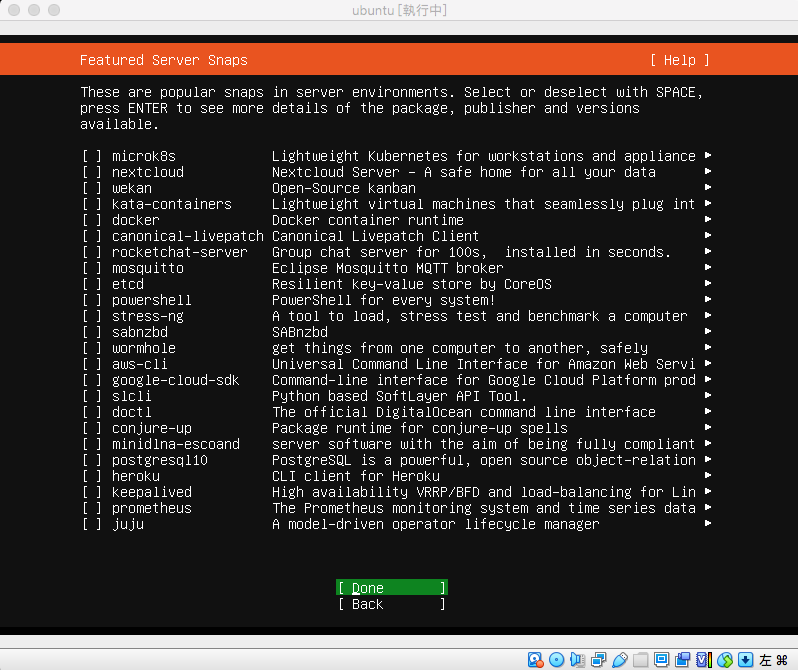 ubuntu [執行中]
Featured Server Snaps [ Help ]
These are popular snaps in server environments. Select or deselect with SPACE,
press ENTER to see more details of the package, publisher and versions
available.
[ ] microk8s Lightweight Kubernetes for workstations and appliance ▸
[ ] nextcloud Nextcloud Server - A safe home for all your data ▸
[ ] wekan Open-Source kanban ▸
[ ] kata-containers Lightweight virtual machines that seamlessly plug int ▸
[ ] docker Docker container runtime ▸
[ ] canonical-livepatch Canonical Livepatch Client ▸
[ ] rocketchat-server Group chat server for 100s,  installed in seconds. ▸
[ ] mosquitto Eclipse Mosquitto MQTT broker ▸
[ ] etcd Resilient key-value store by CoreOS ▸
[ ] powershell PowerShell for every system! ▸
[ ] stress-ng A tool to load, stress test and benchmark a computer ▸
[ ] sabnzbd SABnzbd ▸
[ ] wormhole get things from one computer to another, safely ▸
[ ] aws-cli Universal Command Line Interface for Amazon Web Servi ▸
[ ] google-cloud-sdk Command-line interface for Google Cloud Platform prod ▸
[ ] slcli Python based SoftLayer API Tool. ▸
[ ] doctl The official DigitalOcean command line interface ▸
[ ] conjure-up Package runtime for conjure-up spells ▸
[ ] minidlna-escoand server software with the aim of being fully compliant ▸
[ ] postgresql10 PostgreSQL is a powerful, open source object-relation ▸
[ ] heroku CLI client for Heroku ▸
[ ] keepalived High availability VRRP/BFD and load-balancing for Lin ▸
[ ] prometheus The Prometheus monitoring system and time series data ▸
[ ] juju A model-driven operator lifecycle manager ▸
[ Done ]
[ Back ]
左 ⌘